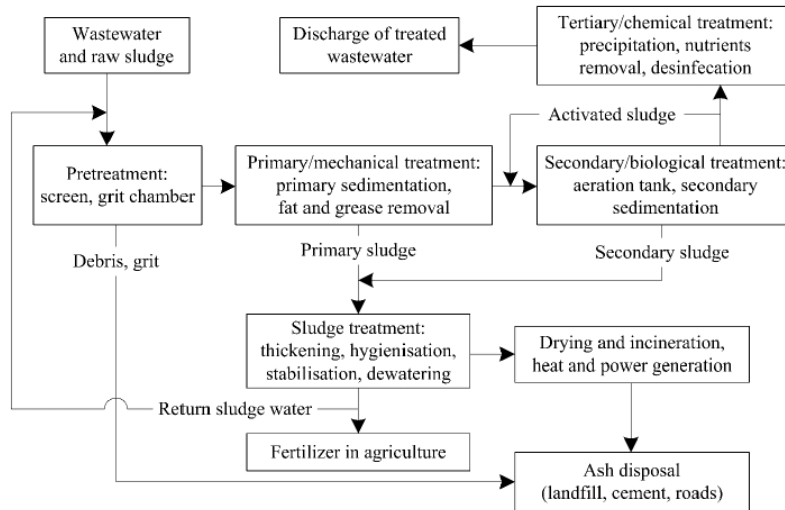 Wastewater
and raw sludge
Discharge of treated
wastewater
Tertiary/chemical treatment:
precipitation, nutrients
removal, desinfecation
Activated sludge
Pretreatment:
screen, grit chamber
Primary/mechanical treatment:
primary sedimentation,
fat and grease removal
Secondary/biological treatment:
aeration tank, secondary
sedimentation
Debris, grit
Primary sludge
Secondary sludge
Sludge treatment:
thickening, hygienisation,
stabilisation, dewatering
Drying and incineration,
heat and power generation
Return sludge water
Fertilizer in agriculture
Ash disposal
(landfill, cement, roads)